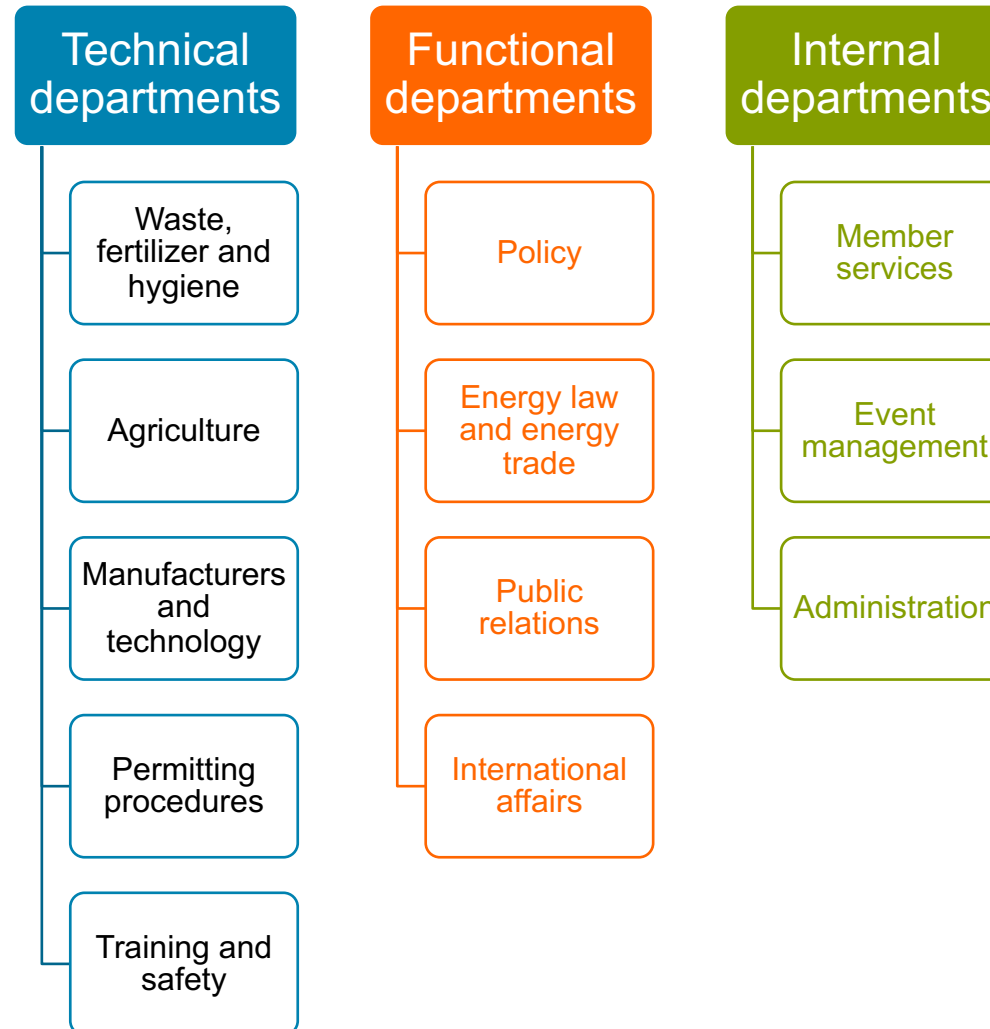 Technical
departments
Waste,
fertilizer and
hygiene
Agriculture
Manufacturers
and
technology
Permitting
procedures
Training and
safety
Functional
departments
Policy
Energy law
and energy
trade
Public
relations
International
affairs
Internal
departments
Member
services
Event
management
Administration